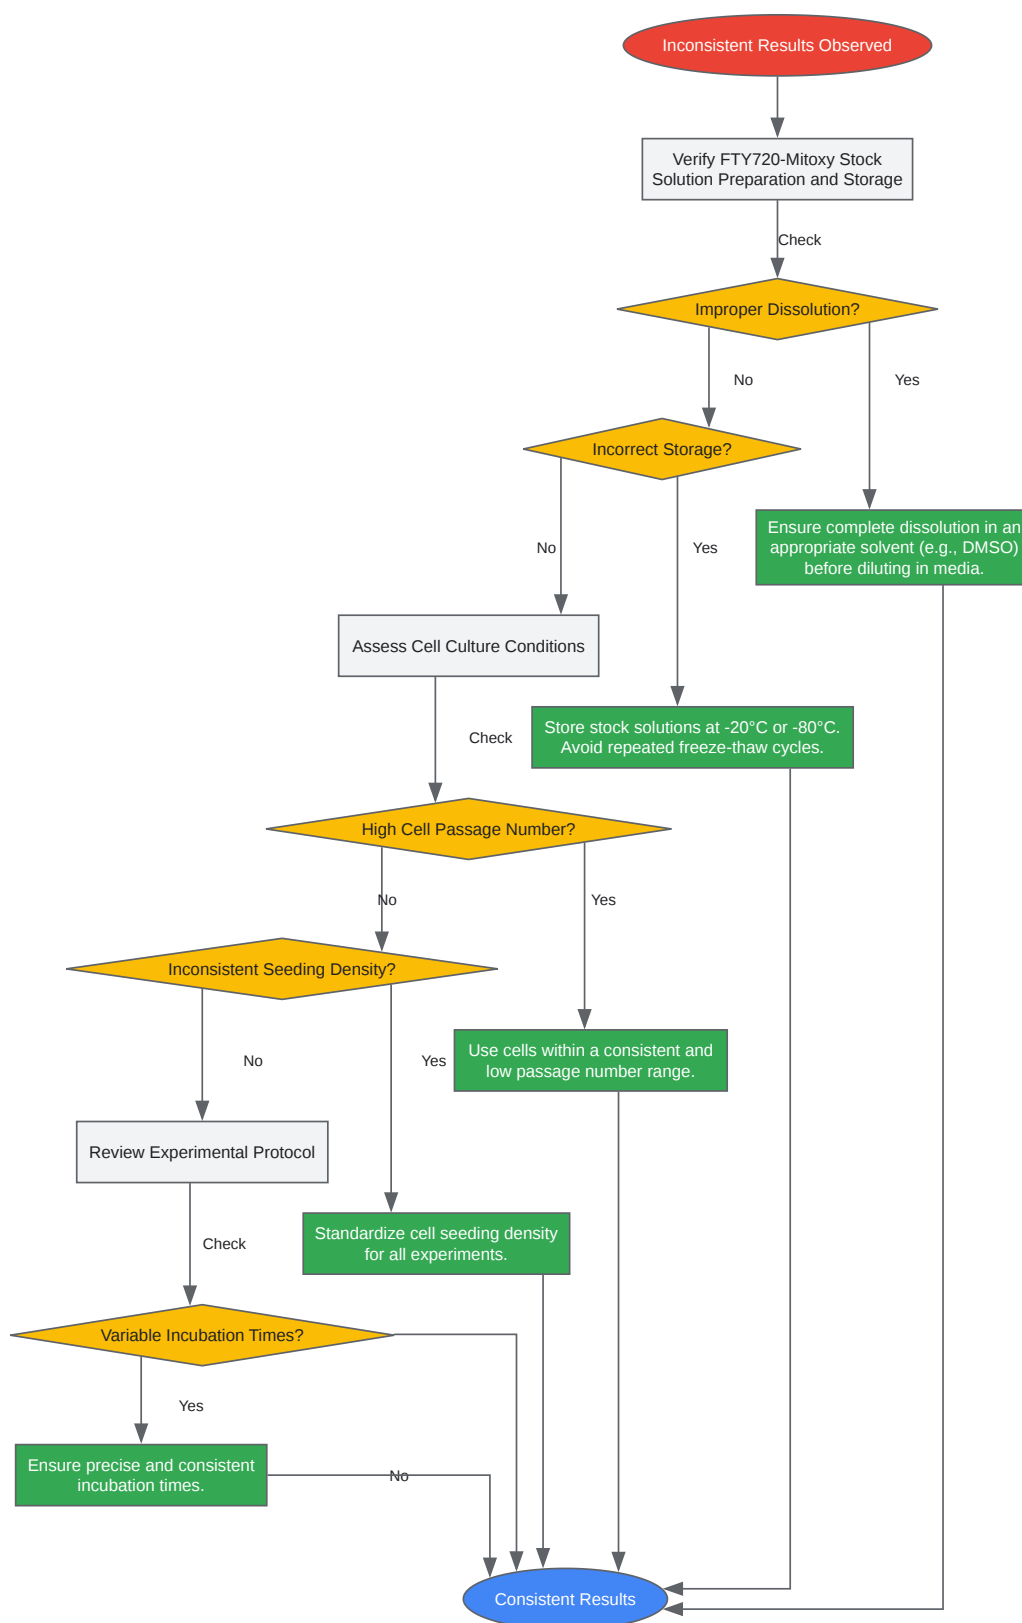 Inconsistent Results Observed
Verify FTY720-Mitoxy Stock
Solution Preparation and Storage
Check
Improper Dissolution?
No
Yes
Incorrect Storage?
No
Yes
Ensure complete dissolution in an
appropriate solvent (e.g., DMSO)
before diluting in media.
Assess Cell Culture Conditions
Check
Store stock solutions at -20°C or -80°C.
Avoid repeated freeze-thaw cycles.
High Cell Passage Number?
No
Yes
Inconsistent Seeding Density?
No
Yes
Use cells within a consistent and
low passage number range.
Review Experimental Protocol
Check
Standardize cell seeding density
for all experiments.
Variable Incubation Times?
Yes
Ensure precise and consistent
incubation times.
No
Consistent Results